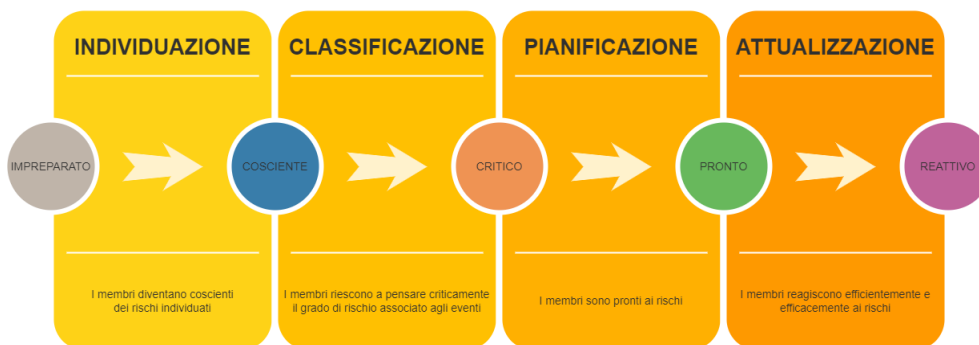 INDIVIDUAZIONE
CLASSIFICAZIONE
PIANIFICAZIONE
ATTUALIZZAZIONE
IMPREPARATO
COSCIENTE
CRITICO
PRONTO
REATTIVO
I membri diventano coscienti
dei rischi individuati
I membri riescono a pensare criticamente
il grado di rischio associato agli eventi
I membri sono pronti ai rischi
I membri reagiscono efficientemente e
efficacemente ai rischi